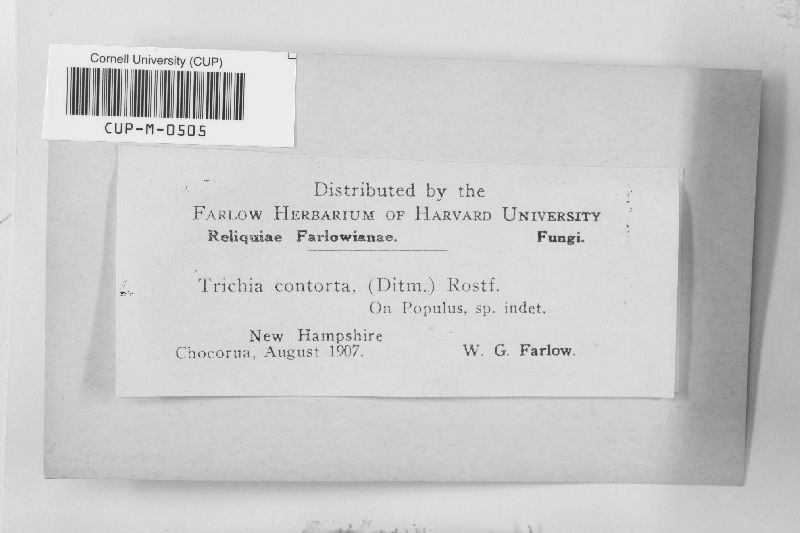 Cornell University (CUP)
CUP-M-0505
Distributed by the
FARLOW HERBARIUM OF HARVARD UNIVERSITY
Reliquiae Farlowianae. Fungi.
Trichia contorta, (Ditm.) Rostf.
On Populus, sp. indet.
New Hampshire
Chocorua, August 1907. W. G. Farlow.